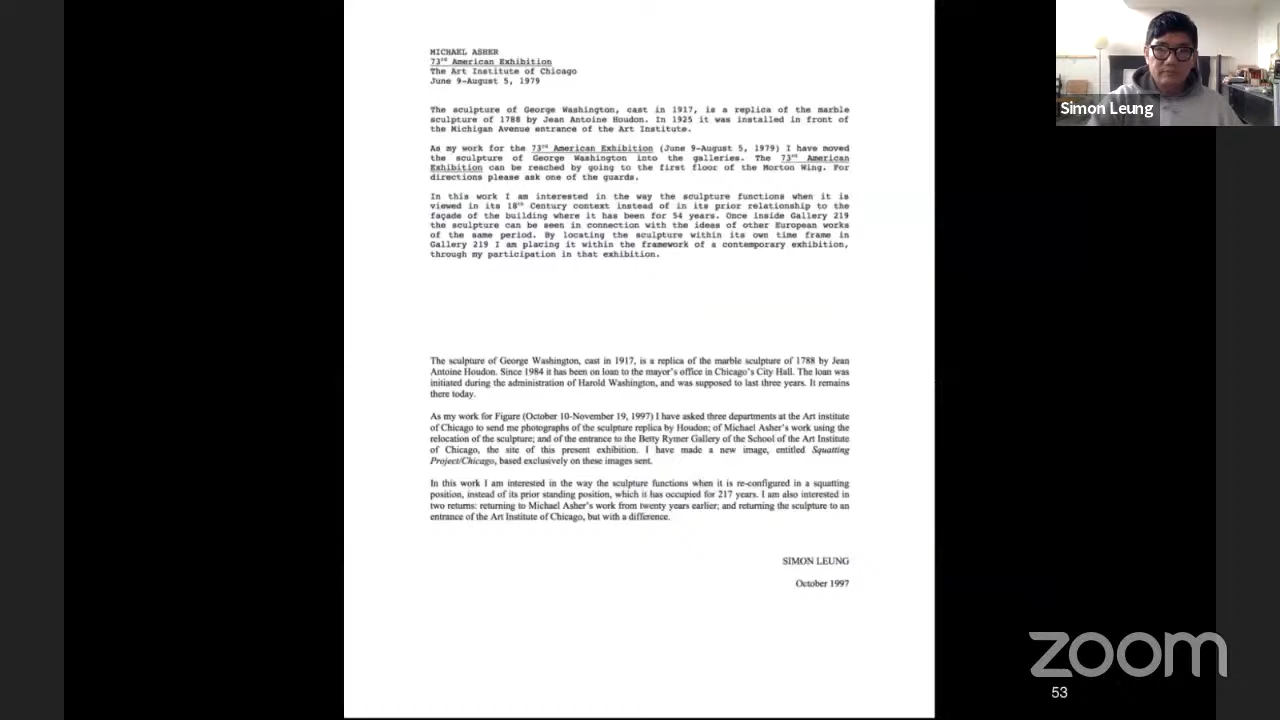 MICHAEL ASHER
73rd American Exhibition
The Art Institute of Chicago
June 9-August 5, 1979
The sculpture of George Washington, cast in 1917, is a replica of the marble
sculpture of 1788 by Jean Antoine Houdon. In 1925 it was installed in front of
the Michigan Avenue entrance of the Art Institute.
As my work for the 73rd American Exhibition (June 9-August 5, 1979) I have moved
the sculpture of George Washington into the galleries. The 73rd American
Exhibition can be reached by going to the first floor of the Morton Wing. For
directions please ask one of the guards.
In this work I am interested in the way the sculpture functions when it is
viewed in its 18th Century context instead of in its prior relationship to the
façade of the building where it has been for 54 years. Once inside Gallery 219
the sculpture can be seen in connection with the ideas of other European works
of the same period. By locating the sculpture within its own time frame in
Gallery 219 I am placing it within the framework of a contemporary exhibition,
through my participation in that exhibition.
The sculpture of George Washington, cast in 1917, is a replica of the marble sculpture of 1788 by Jean
Antoine Houdon. Since 1984 it has been on loan to the mayor's office in Chicago's City Hall. The loan was
initiated during the administration of Harold Washington, and was supposed to last three years. It remains
there today.
As my work for Figure (October 10-November 19, 1997) I have asked three departments at the Art institute
of Chicago to send me photographs of the sculpture replica by Houdon; of Michael Asher's work using the
relocation of the sculpture; and of the entrance to the Betty Rymer Gallery of the School of the Art Institute
of Chicago, the site of this present exhibition. I have made a new image, entitled Squatting
Project/Chicago, based exclusively on these images sent.
In this work I am interested in the way the sculpture functions when it is re-configured in a squatting
position, instead of its prior standing position, which it has occupied for 217 years. I am also interested in
two returns: returning to Michael Asher's work from twenty years earlier; and returning the sculpture to an
entrance of the Art Institute of Chicago, but with a difference.
SIMON LEUNG
October 1997
Simon Leung
zoom
53